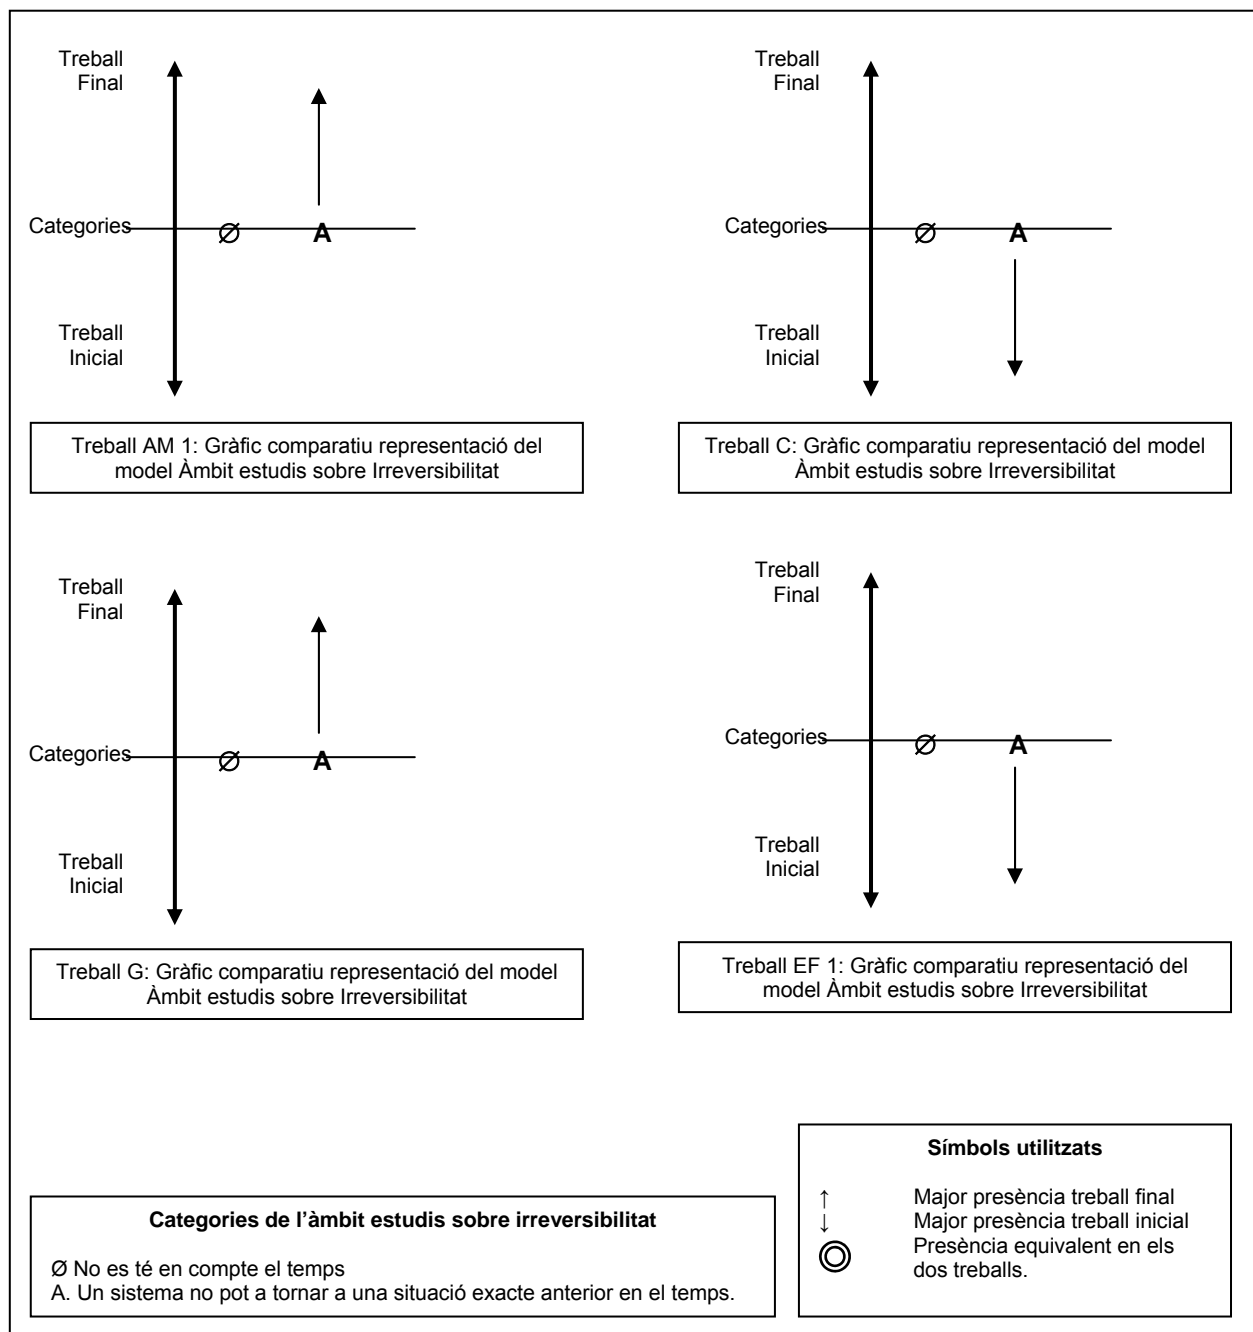 Treball
Final
Categories
Ø A
Treball
Inicial
Treball AM 1: Gràfic comparatiu representació del
model Àmbit estudis sobre Irreversibilitat
Treball
Final
Categories
Ø A
Treball
Inicial
Treball C: Gràfic comparatiu representació del model
Àmbit estudis sobre Irreversibilitat
Treball
Final
Categories
Ø A
Treball
Inicial
Treball G: Gràfic comparatiu representació del model
Àmbit estudis sobre Irreversibilitat
Treball
Final
Categories
Ø A
Treball
Inicial
Treball EF 1: Gràfic comparatiu representació del
model Àmbit estudis sobre Irreversibilitat
Categories de l’àmbit estudis sobre irreversibilitat
Ø No es té en compte el temps
A. Un sistema no pot a tornar a una situació exacte anterior en el temps.
Símbols utilitzats
↑ Major presència treball final
↓ Major presència treball inicial
◎ Presència equivalent en els
dos treballs.